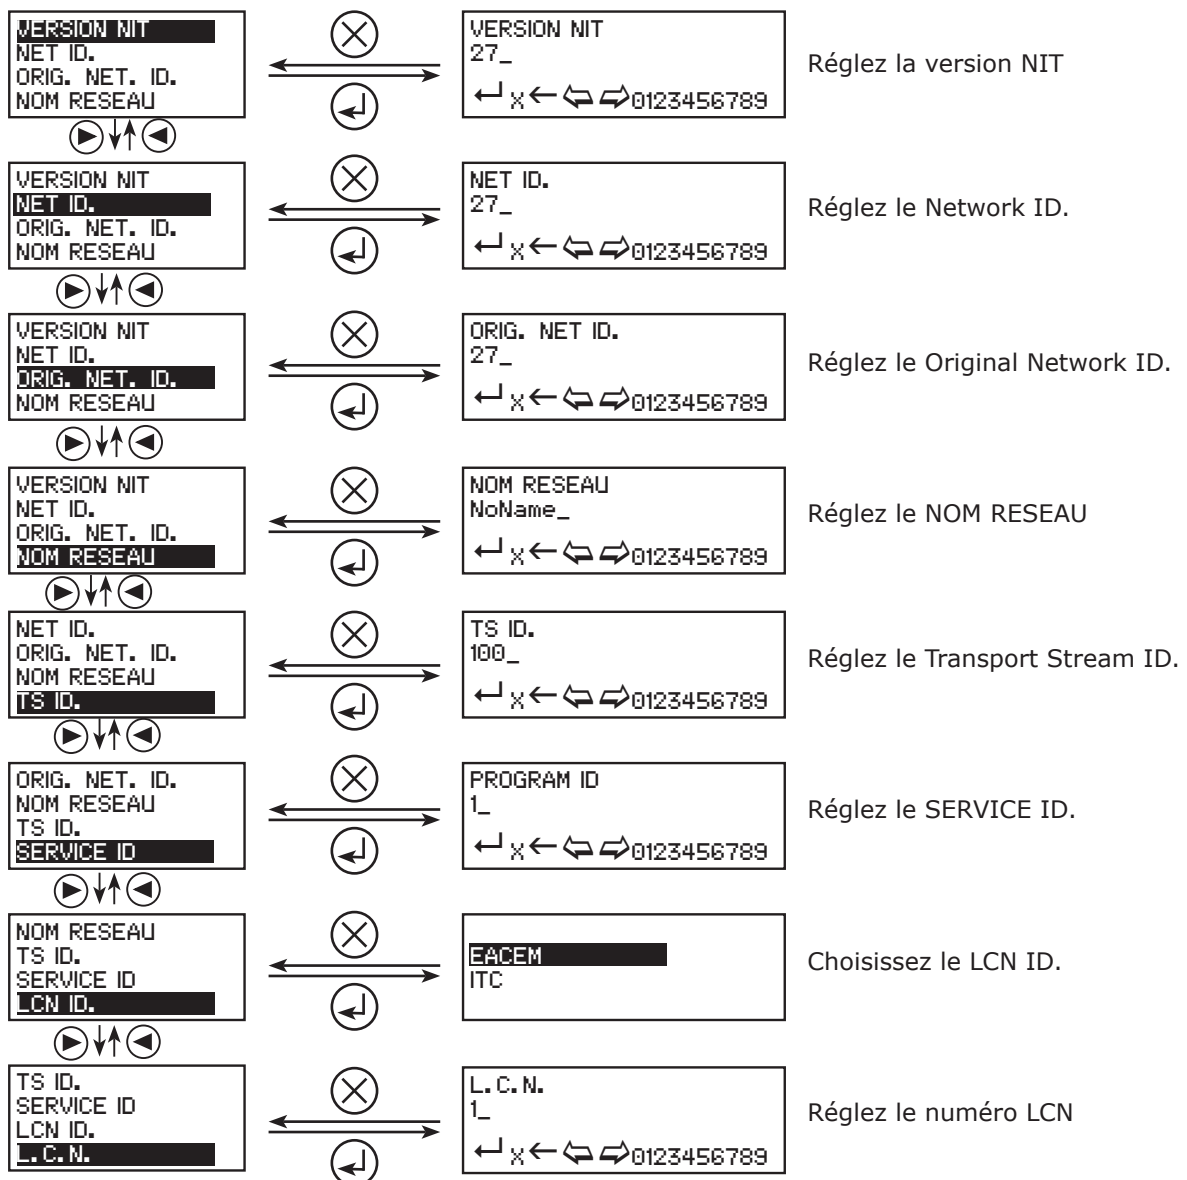 VERSION NIT
NET ID.
ORIG. NET. ID.
NOM RESEAU
VERSION NIT
27_
X 0123456789
Réglez la version NIT
VERSION NIT
NET ID.
ORIG. NET. ID.
NOM RESEAU
NET ID.
27_
X 0123456789
Réglez le Network ID.
VERSION NIT
NET ID.
ORIG. NET. ID.
NOM RESEAU
ORIG. NET ID.
27_
X 0123456789
Réglez le Original Network ID.
VERSION NIT
NET ID.
ORIG. NET. ID.
NOM RESEAU
NOM RESEAU
NoName_
X 0123456789
Réglez le NOM RESEAU
NET ID.
ORIG. NET. ID.
NOM RESEAU
TS ID.
TS ID.
100_
X 0123456789
Réglez le Transport Stream ID.
ORIG. NET. ID.
NOM RESEAU
TS ID.
SERVICE ID
PROGRAM ID
1_
X 0123456789
Réglez le SERVICE ID.
NOM RESEAU
TS ID.
SERVICE ID
LCN ID.
EACEM
ITC
Choisissez le LCN ID.
TS ID.
SERVICE ID
LCN ID.
L.C.N.
L.C.N.
1_
X 0123456789
Réglez le numéro LCN